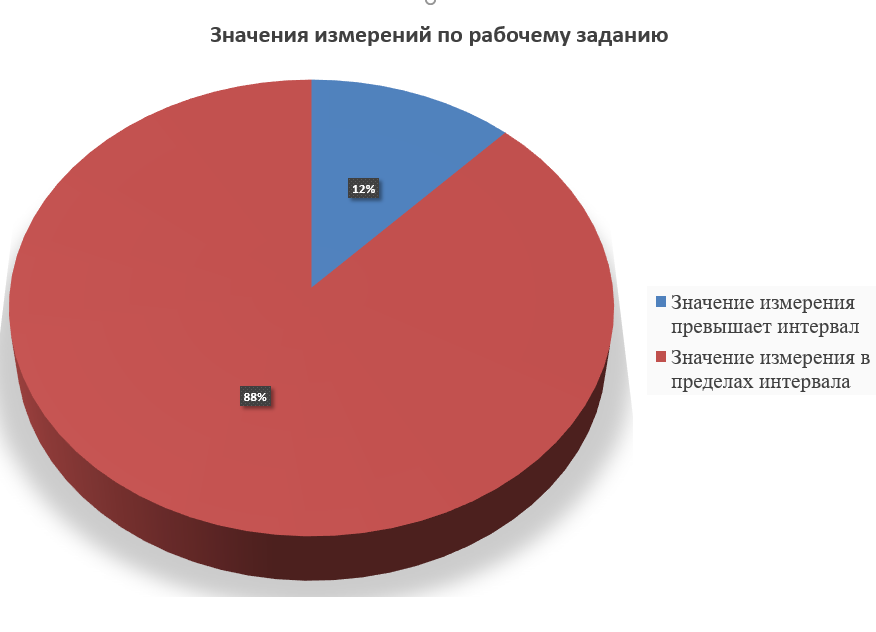 Значения измерений по рабочему заданию
12%
88%
Значение измерения
превышает интервал
Значение измерения в
пределах интервала